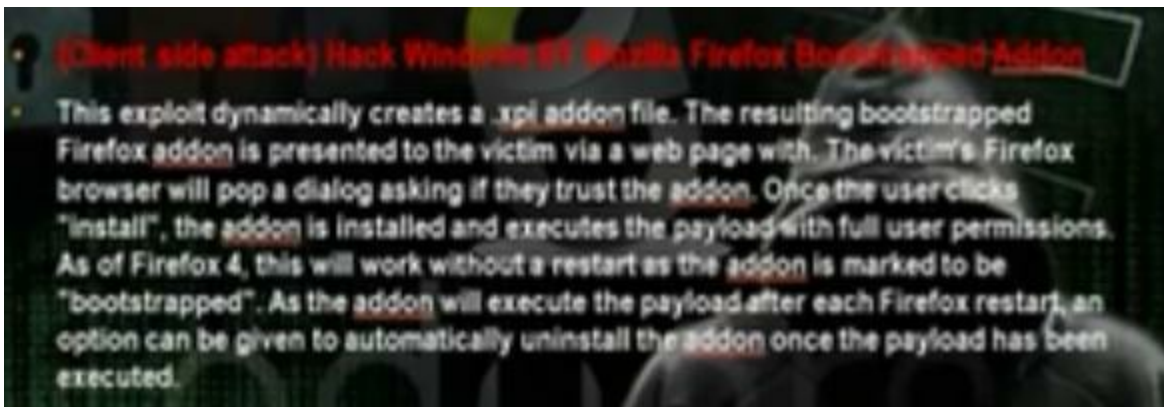 (Client side attack) Hack Windows Mozilla Firefox Bootstrapped Addon
This exploit dynamically creates a .xpi addon file. The resulting bootstrapped
Firefox addon is presented to the victim via a web page with. The victim's Firefox
browser will pop a dialog asking if they trust the addon. Once the user clicks
"install", the addon is installed and executes the payload with full user permissions.
As of Firefox 4, this will work without a restart as the addon is marked to be
"bootstrapped". As the addon will execute the payload after each Firefox restart, an
option can be given to automatically uninstall the addon once the payload has been
executed.